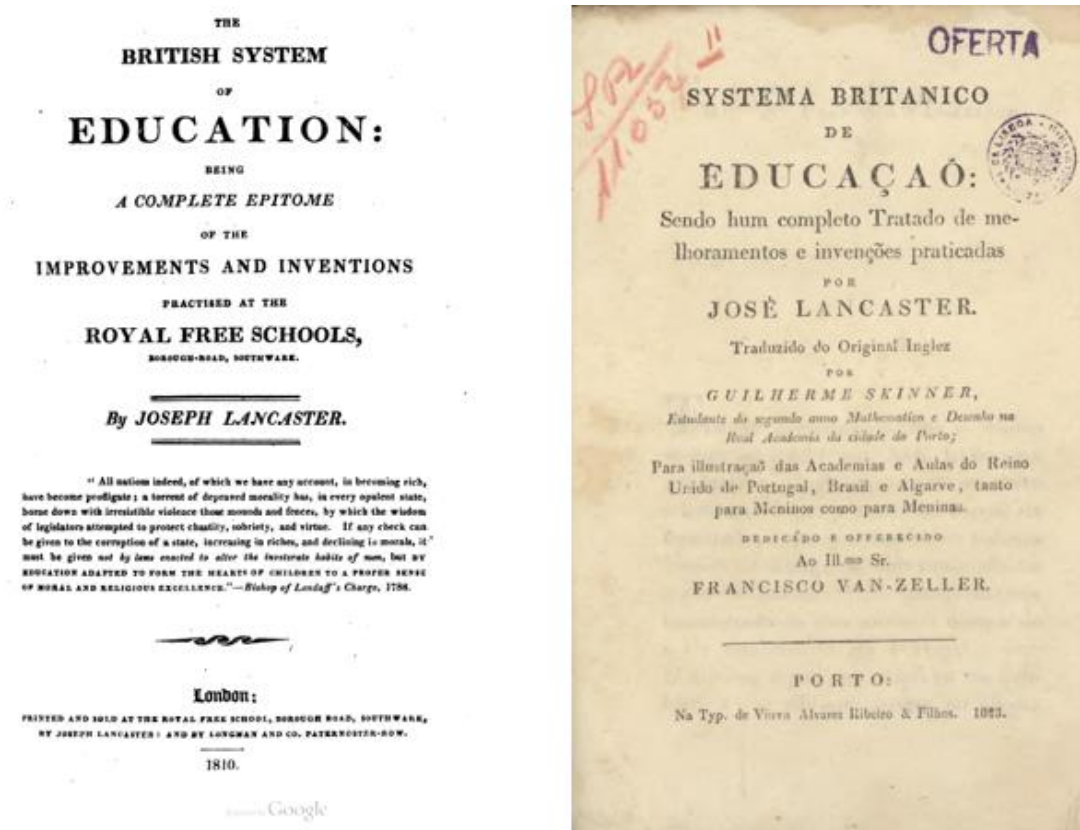 THE
BRITISH SYSTEM
OF
EDUCATION:
BEING
A COMPLETE EPITOME
OF THE
IMPROVEMENTS AND INVENTIONS
PRACTISED AT THE
ROYAL FREE SCHOOLS,
BOROUGH-ROAD, SOUTHWARK.
By JOSEPH LANCASTER.
" All nations indeed, of which we have any account, in becoming rich,
have become profligate; a torrent of depraved morality has, in every opulent state,
borne down with irresistible violence those mounds and fences, by which the wisdom
of legislators attempted to protect chastity, sobriety, and virtue. If any check can
be given to the corruption of a state, increasing in riches, and declining in morals, it
must be given not by laws enacted to alter the inveterate habits of men, but BY
EDUCATION ADAPTED TO FORM THE HEARTS OF CHILDREN TO A PROPER SENSE
OF MORAL AND RELIGIOUS EXCELLENCE."—Bishop of Landaff's Charge, 1788.
London:
PRINTED AND SOLD AT THE ROYAL FREE SCHOOL, BOROUGH ROAD, SOUTHWARK,
BY JOSEPH LANCASTER: AND BY LONGMAN AND CO. PATERNOSTER-ROW.
1810.
Google
OFERTA
SYSTEMA BRITANICO
DE
EDUCAÇAÕ:
Sendo hum completo Tratado de me-
lhoramentos e invenções praticadas
POR
JOSÉ LANCASTER.
Traduzido do Original Inglez
POR
GUILHERME SKINNER,
Estudante do segundo anno Mathematico e Desenho na
Real Academia da cidade do Porto;
Para illustraçaõ das Academias e Aulas do Reino
Unido de Portugal, Brasil e Algarve, tanto
para Meninos como para Meninas.
DEDICADO E OFFERECIDO
Ao Ill.mo Sr.
FRANCISCO VAN-ZELLER.
PORTO:
Na Typ. de Viuva Alvarez Ribeiro & Filhos.